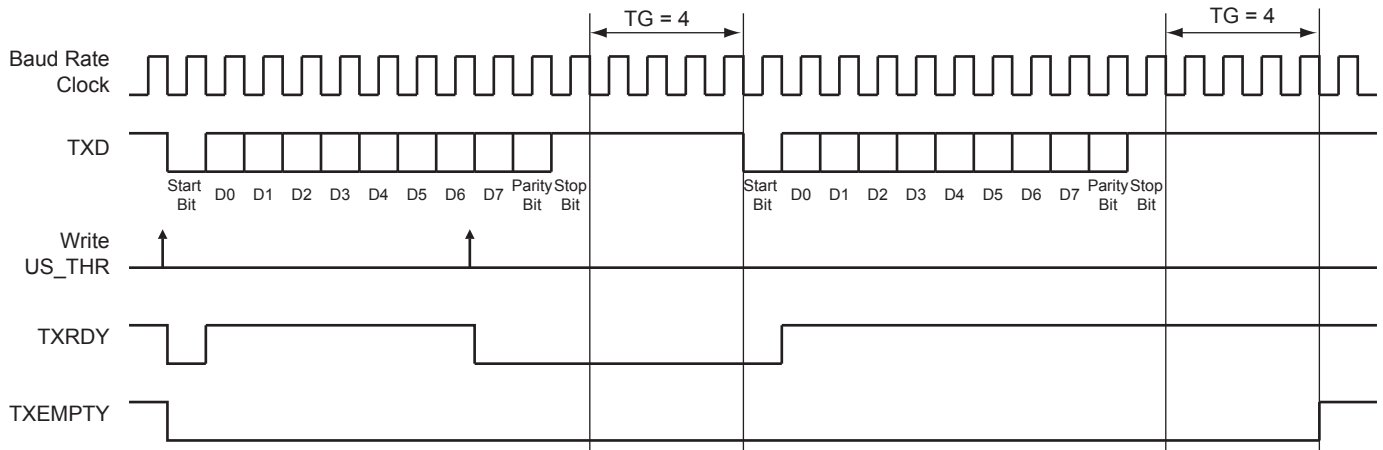 TG = 4
TG = 4
Baud Rate
Clock
TXD
Start
Bit
D0
D1
D2
D3
D4
D5
D6
D7
Parity
Bit
Stop
Bit
Start
Bit
D0
D1
D2
D3
D4
D5
D6
D7
Parity
Bit
Stop
Bit
Write
US_THR
TXRDY
TXEMPTY